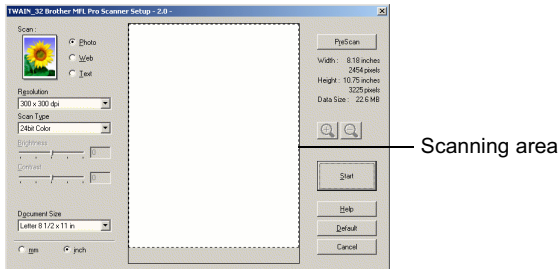 TWAIN_32 Brother MFL Pro Scanner Setup - 2.0 -
Scan :
Photo
Web
Text
Resolution
300 x 300 dpi
Scan Type
24bit Color
Brightness
0
Contrast
0
Document Size
Letter 8 1/2 x 11 in
mm inch
PreScan
Width : 8.18 inches
2454 pixels
Height : 10.75 inches
3225 pixels
Data Size : 22.6 MB
Start
Help
Default
Cancel
Scanning area